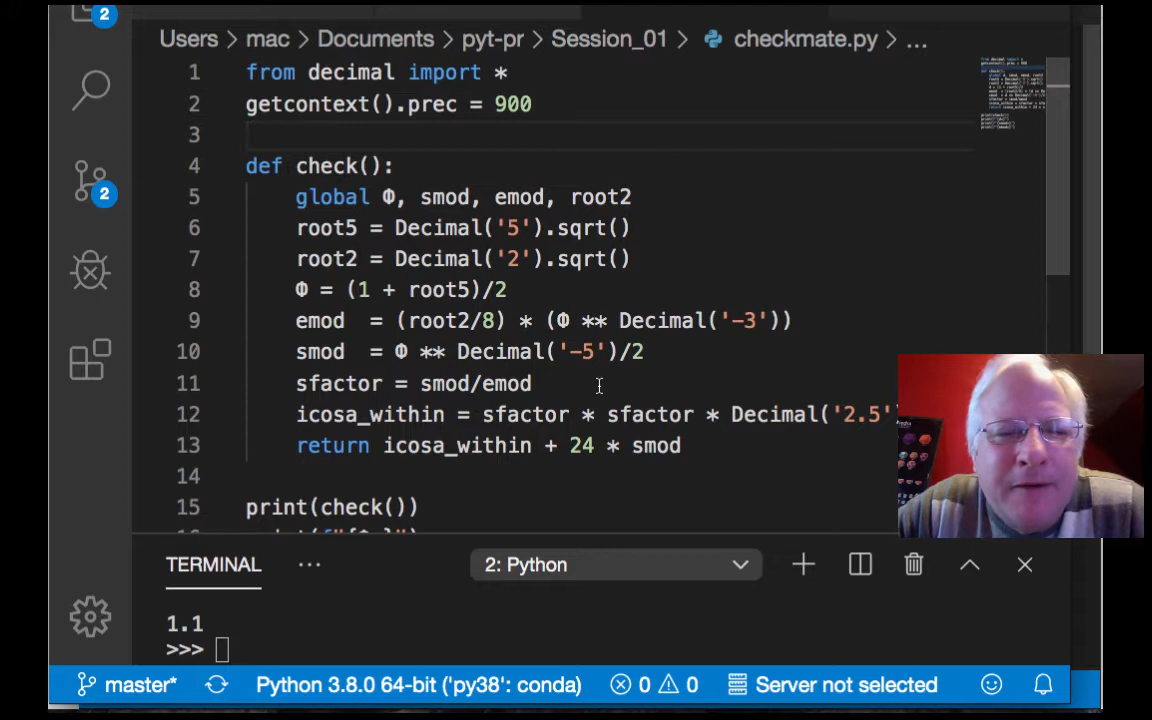 2
Users > mac > Documents > pyt-pr > Session_01 > checkmate.py > ...
1 from decimal import *
2 getcontext().prec = 900
3
4 def check():
5 global Φ, smod, emod, root2
6 root5 = Decimal('5').sqrt()
7 root2 = Decimal('2').sqrt()
8 Φ = (1 + root5)/2
9 emod = (root2/8) * (Φ ** Decimal('-3'))
10 smod = Φ ** Decimal('-5')/2
11 sfactor = smod/emod
12 icosa_within = sfactor * sfactor * Decimal('2.5'
13 return icosa_within + 24 * smod
14
15 print(check())
2
TERMINAL ... 2: Python
1.1
>>>
master* Python 3.8.0 64-bit ('py38': conda) 0 0 Server not selected